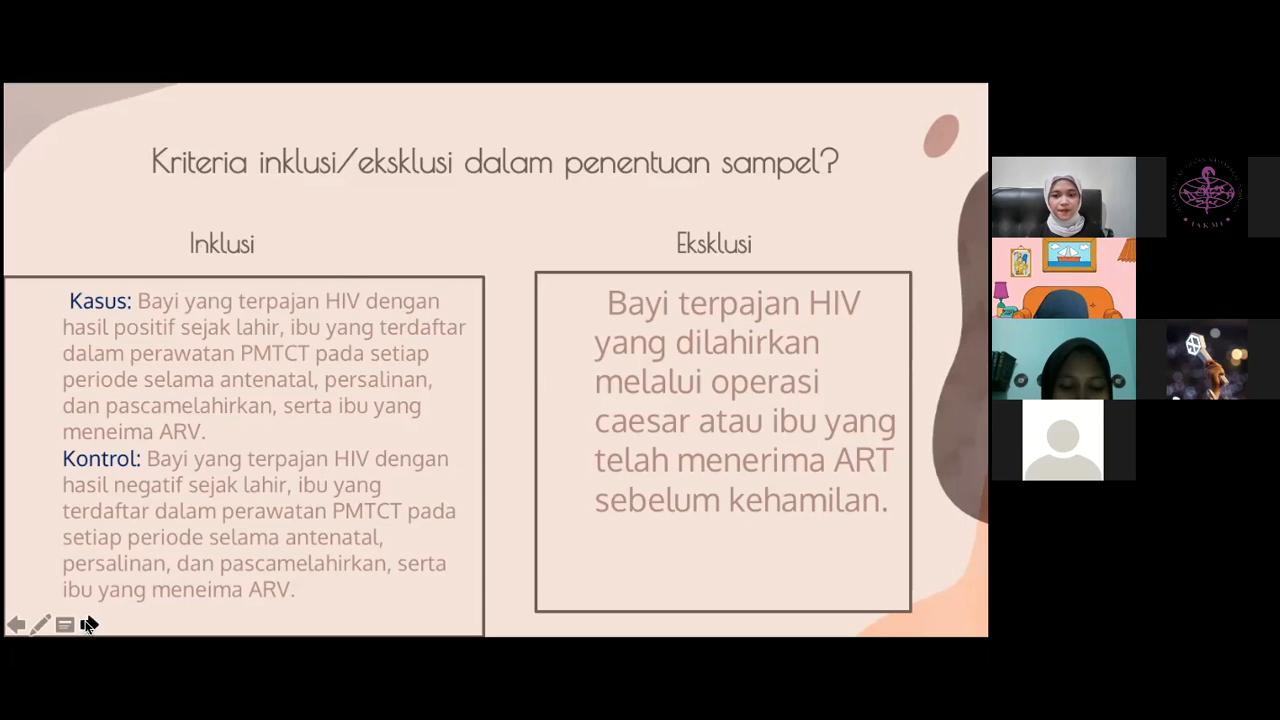 Kriteria inklusi/eksklusi dalam penentuan sampel?
Inklusi
Kasus: Bayi yang terpajan HIV dengan
hasil positif sejak lahir, ibu yang terdaftar
dalam perawatan PMTCT pada setiap
periode selama antenatal, persalinan,
dan pascamelahirkan, serta ibu yang
meneima ARV.
Kontrol: Bayi yang terpajan HIV dengan
hasil negatif sejak lahir, ibu yang
terdaftar dalam perawatan PMTCT pada
setiap periode selama antenatal,
persalinan, dan pascamelahirkan, serta
ibu yang meneima ARV.
Eksklusi
Bayi terpajan HIV
yang dilahirkan
melalui operasi
caesar atau ibu yang
telah menerima ART
sebelum kehamilan.
IAKMI